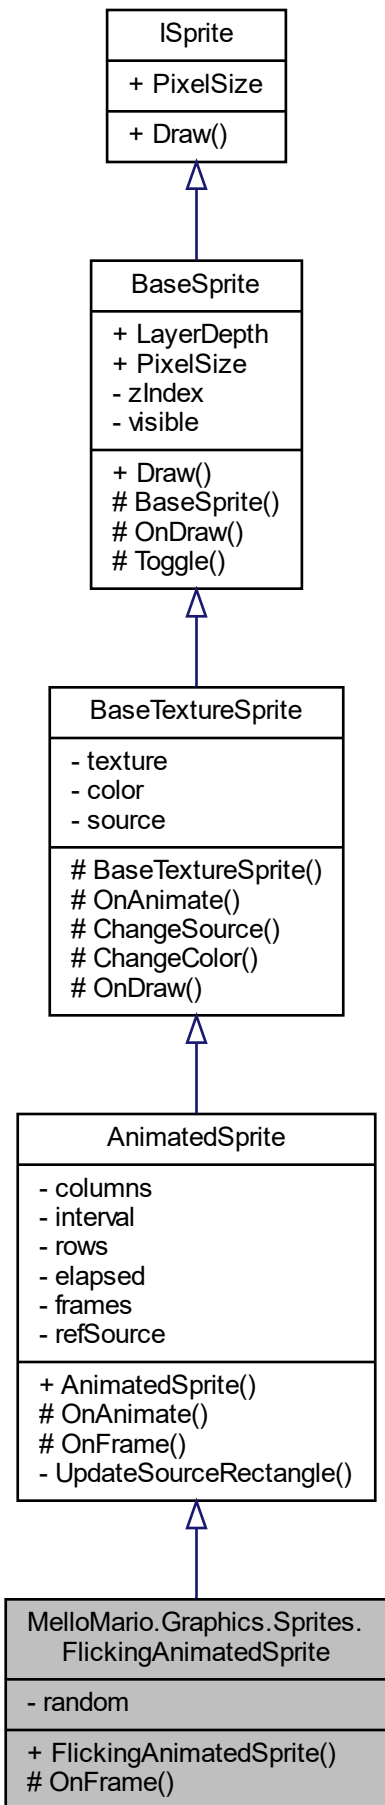 ISprite
+ PixelSize
+ Draw()
BaseSprite
+ LayerDepth
+ PixelSize
- zIndex
- visible
+ Draw()
# BaseSprite()
# OnDraw()
# Toggle()
BaseTextureSprite
- texture
- color
- source
# BaseTextureSprite()
# OnAnimate()
# ChangeSource()
# ChangeColor()
# OnDraw()
AnimatedSprite
- columns
- interval
- rows
- elapsed
- frames
- refSource
+ AnimatedSprite()
# OnAnimate()
# OnFrame()
- UpdateSourceRectangle()
MelloMario.Graphics.Sprites.
FlickingAnimatedSprite
- random
+ FlickingAnimatedSprite()
# OnFrame()